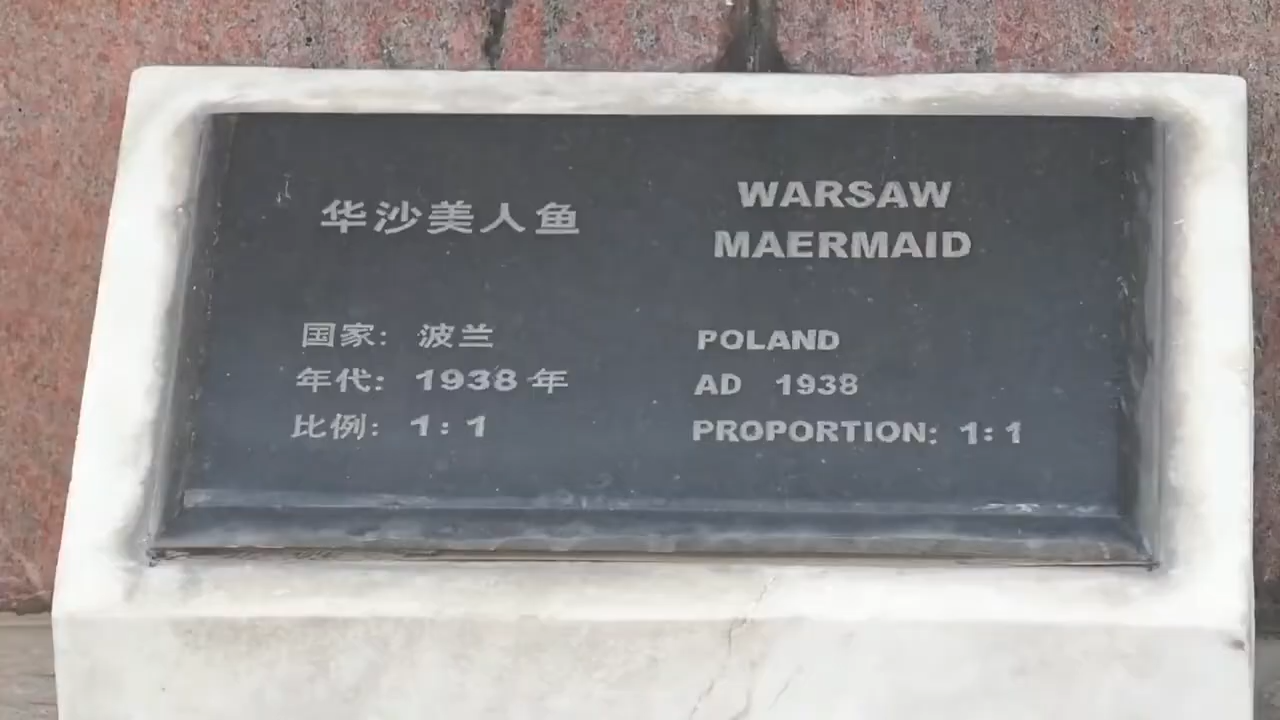 华沙美人鱼
WARSAW
MAERMAID
国家: 波兰
年代: 1938 年
比例: 1:1
POLAND
AD 1938
PROPORTION: 1:1